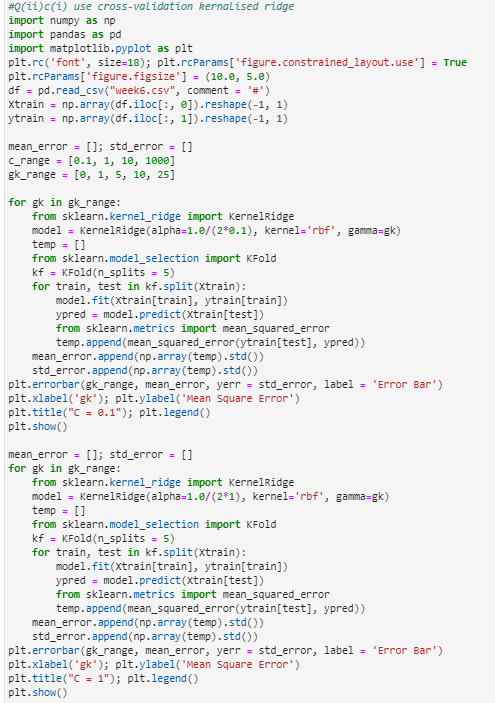 #Q(ii)c(i) use cross-validation kernalised ridge
import numpy as np
import pandas as pd
import matplotlib.pyplot as plt
plt.rc('font', size=18); plt.rcParams['figure.constrained_layout.use'] = True
plt.rcParams['figure.figsize'] = (10.0, 5.0)
df = pd.read_csv("week6.csv", comment = '#')
Xtrain = np.array(df.iloc[:, 0]).reshape(-1, 1)
ytrain = np.array(df.iloc[:, 1]).reshape(-1, 1)
mean_error = []; std_error = []
c_range = [0.1, 1, 10, 1000]
gk_range = [0, 1, 5, 10, 25]
for gk in gk_range:
    from sklearn.kernel_ridge import KernelRidge
    model = KernelRidge(alpha=1.0/(2*0.1), kernel='rbf', gamma=gk)
    temp = []
    from sklearn.model_selection import KFold
    kf = KFold(n_splits = 5)
    for train, test in kf.split(Xtrain):
        model.fit(Xtrain[train], ytrain[train])
        ypred = model.predict(Xtrain[test])
        from sklearn.metrics import mean_squared_error
        temp.append(mean_squared_error(ytrain[test], ypred))
    mean_error.append(np.array(temp).std())
    std_error.append(np.array(temp).std())
plt.errorbar(gk_range, mean_error, yerr = std_error, label = 'Error Bar')
plt.xlabel('gk'); plt.ylabel('Mean Square Error')
plt.title("C = 0.1"); plt.legend()
plt.show()
mean_error = []; std_error = []
for gk in gk_range:
    from sklearn.kernel_ridge import KernelRidge
    model = KernelRidge(alpha=1.0/(2*1), kernel='rbf', gamma=gk)
    temp = []
    from sklearn.model_selection import KFold
    kf = KFold(n_splits = 5)
    for train, test in kf.split(Xtrain):
        model.fit(Xtrain[train], ytrain[train])
        ypred = model.predict(Xtrain[test])
        from sklearn.metrics import mean_squared_error
        temp.append(mean_squared_error(ytrain[test], ypred))
    mean_error.append(np.array(temp).std())
    std_error.append(np.array(temp).std())
plt.errorbar(gk_range, mean_error, yerr = std_error, label = 'Error Bar')
plt.xlabel('gk'); plt.ylabel('Mean Square Error')
plt.title("C = 1"); plt.legend()
plt.show()